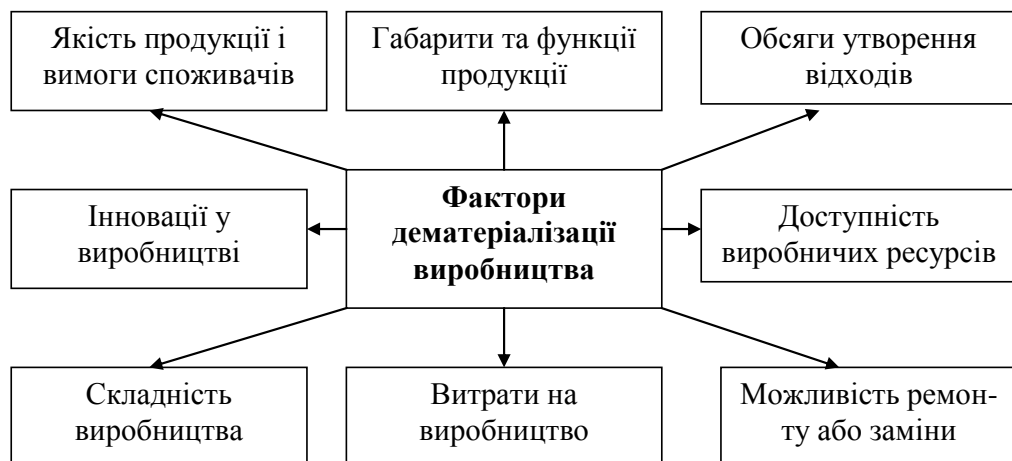 Якість продукції і
вимоги споживачів
Габарити та функції
продукції
Обсяги утворення
відходів
Інновації у
виробництві
Фактори
дематеріалізації
виробництва
Доступність
виробничих ресурсів
Складність
виробництва
Витрати на
виробництво
Можливість ремон-
ту або заміни